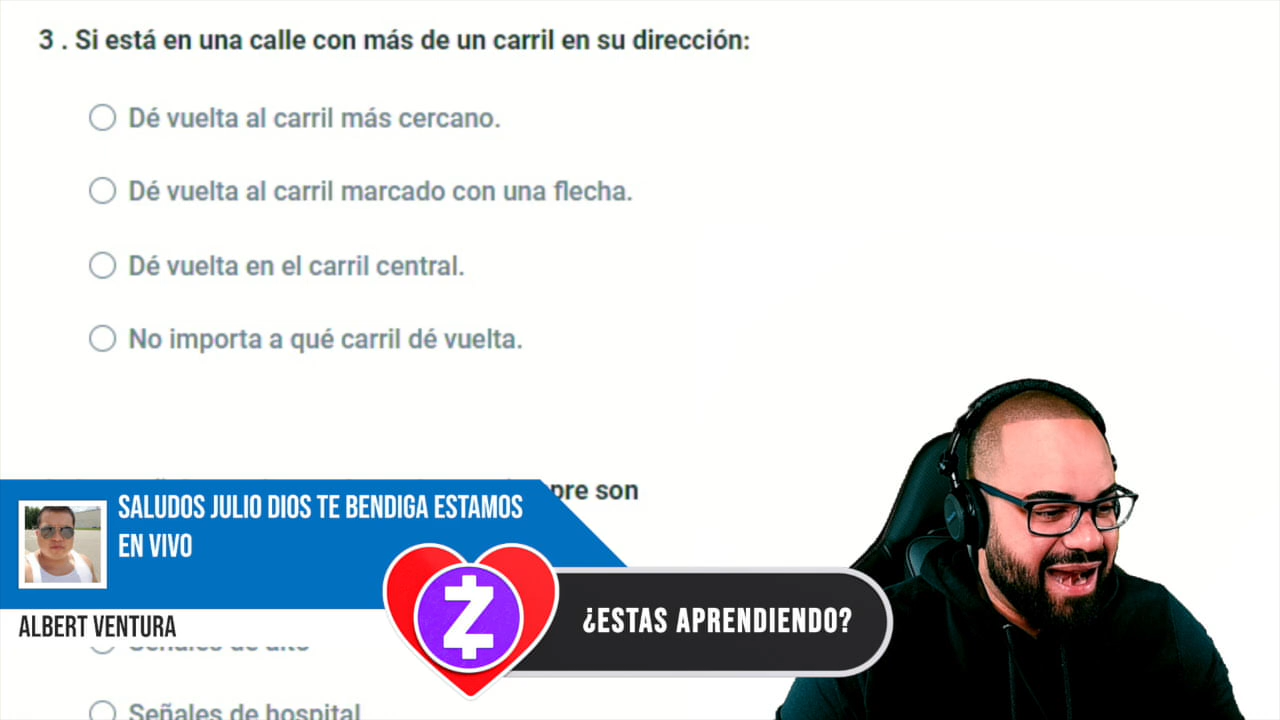 3 . Si está en una calle con más de un carril en su dirección:
Dé vuelta al carril más cercano.
Dé vuelta al carril marcado con una flecha.
Dé vuelta en el carril central.
No importa a qué carril dé vuelta.
son
SALUDOS JULIO DIOS TE BENDIGA ESTAMOS
EN VIVO
ALBERT VENTURA
¿ESTAS APRENDIENDO?
Señales de hospital